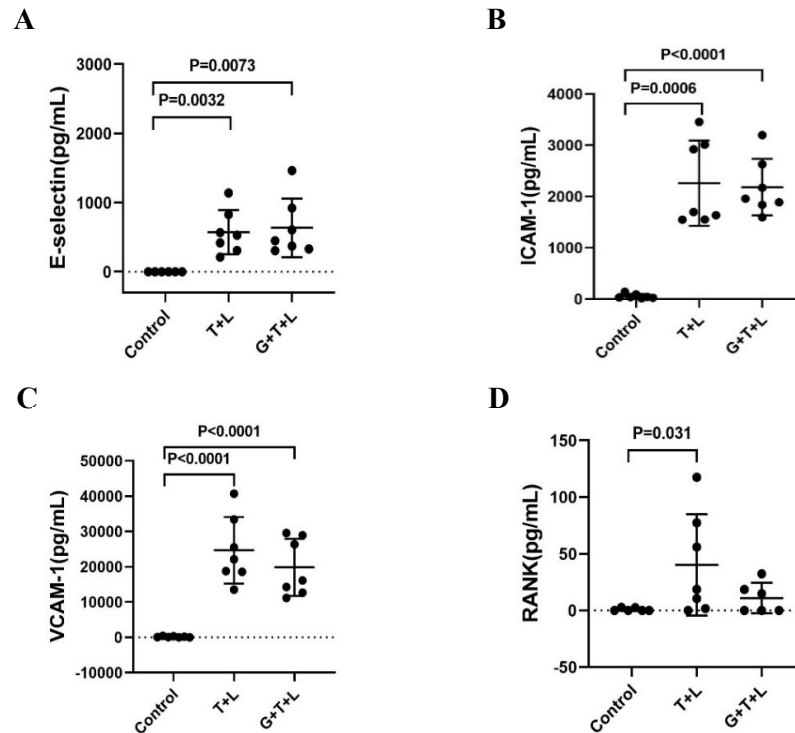 A
P=0.0073
P=0.0032
3000
2000
1000
0
E-selectin(pg/mL)
Control
T+L
G+T+L
B
P<0.0001
P=0.0006
4000
3000
2000
1000
0
ICAM-1(pg/mL)
Control
T+L
G+T+L
C
P<0.0001
P<0.0001
50000
40000
30000
20000
10000
0
-10000
VCAM-1(pg/mL)
Control
T+L
G+T+L
D
P=0.031
150
100
50
0
-50
RANK(pg/mL)
Control
T+L
G+T+L